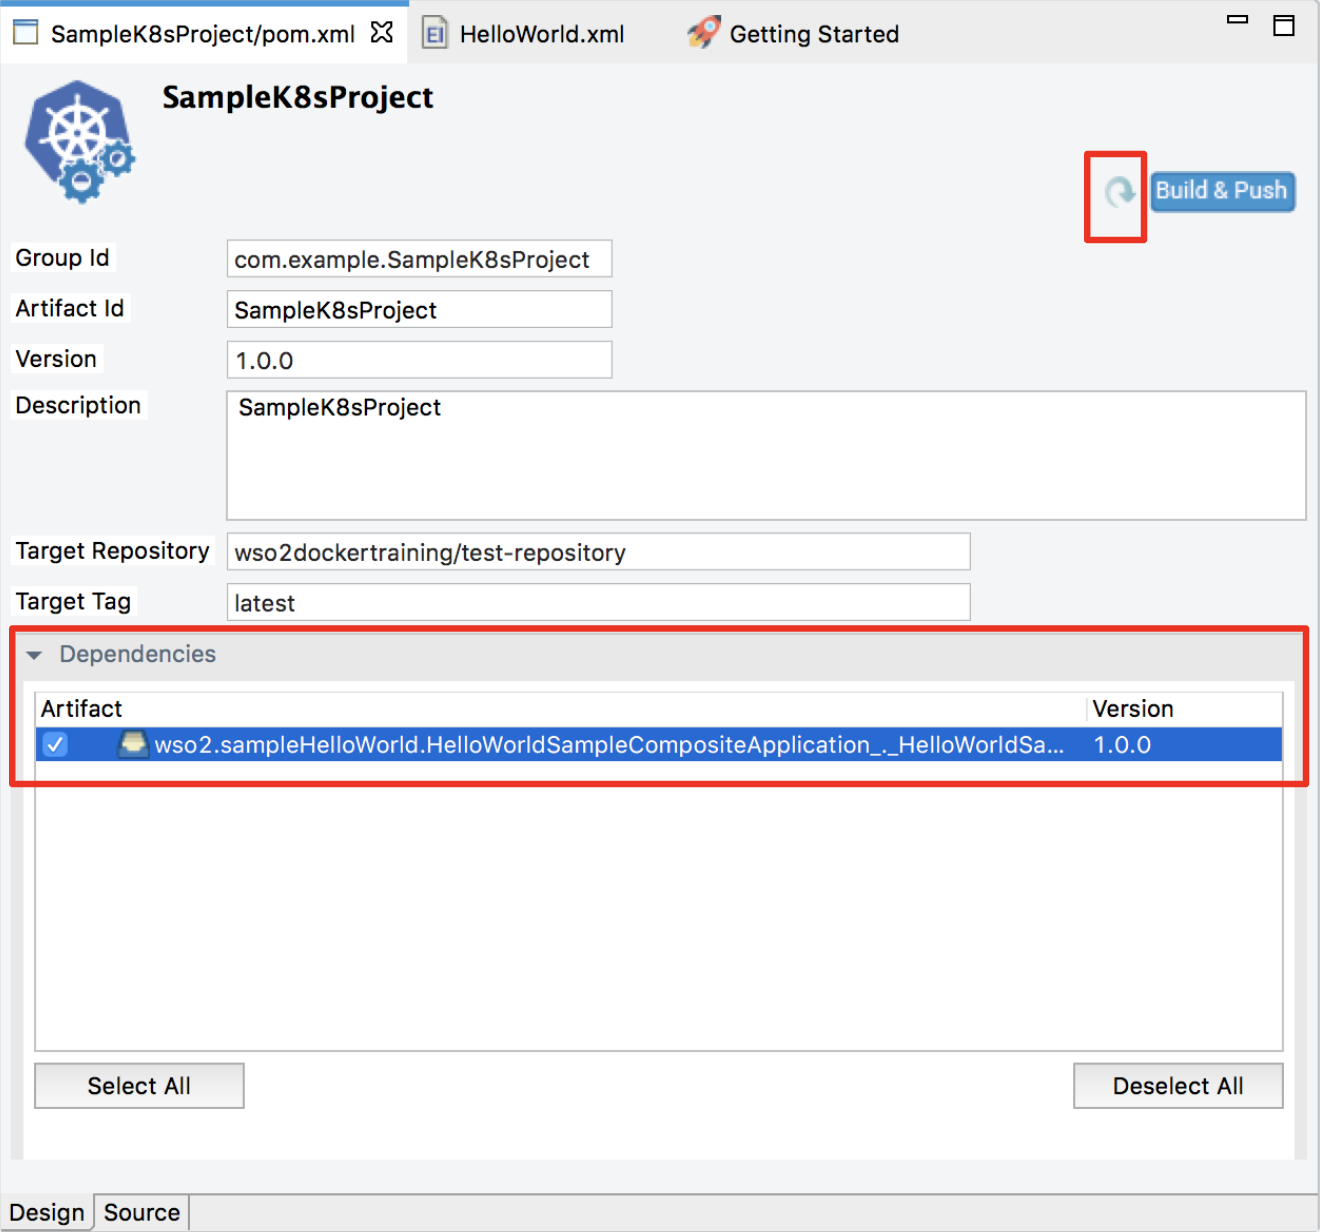 SampleK8sProject/pom.xml HelloWorld.xml Getting Started
SampleK8sProject
Build & Push
Group Id com.example.SampleK8sProject
Artifact Id SampleK8sProject
Version 1.0.0
Description SampleK8sProject
Target Repository wso2dockertraining/test-repository
Target Tag latest
Dependencies
Artifact Version
wso2.sampleHelloWorld.HelloWorldSampleCompositeApplication_._HelloWorldSa... 1.0.0
Select All Deselect All
Design Source